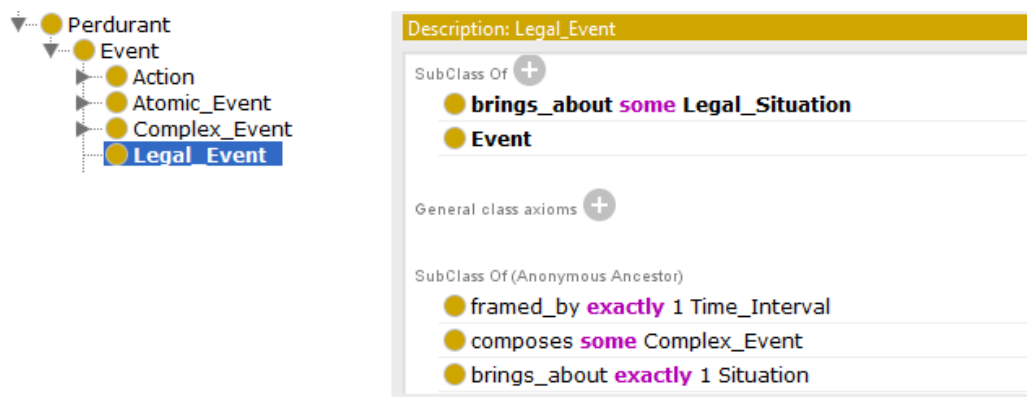 Perdurant
Event
Action
Atomic_Event
Complex_Event
Legal_Event
Description: Legal_Event
SubClass Of
brings_about some Legal_Situation
Event
General class axioms
SubClass Of (Anonymous Ancestor)
framed_by exactly 1 Time_Interval
composes some Complex_Event
brings_about exactly 1 Situation